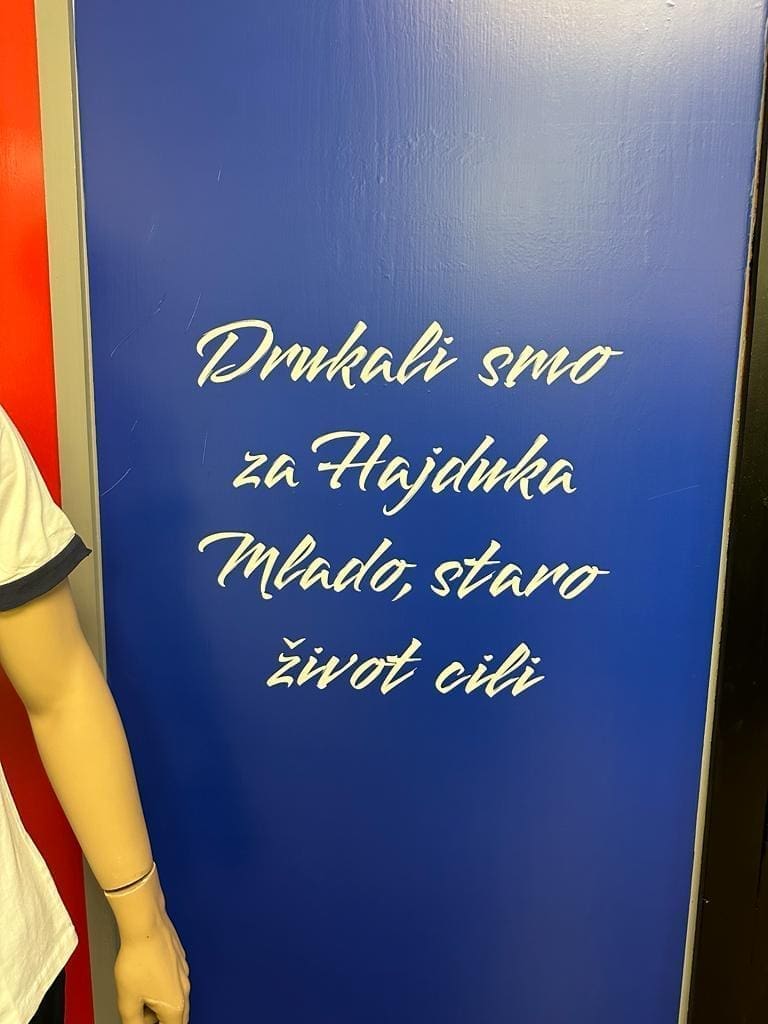 Drukali smo
za Hajduka
Mlado, staro
život cili